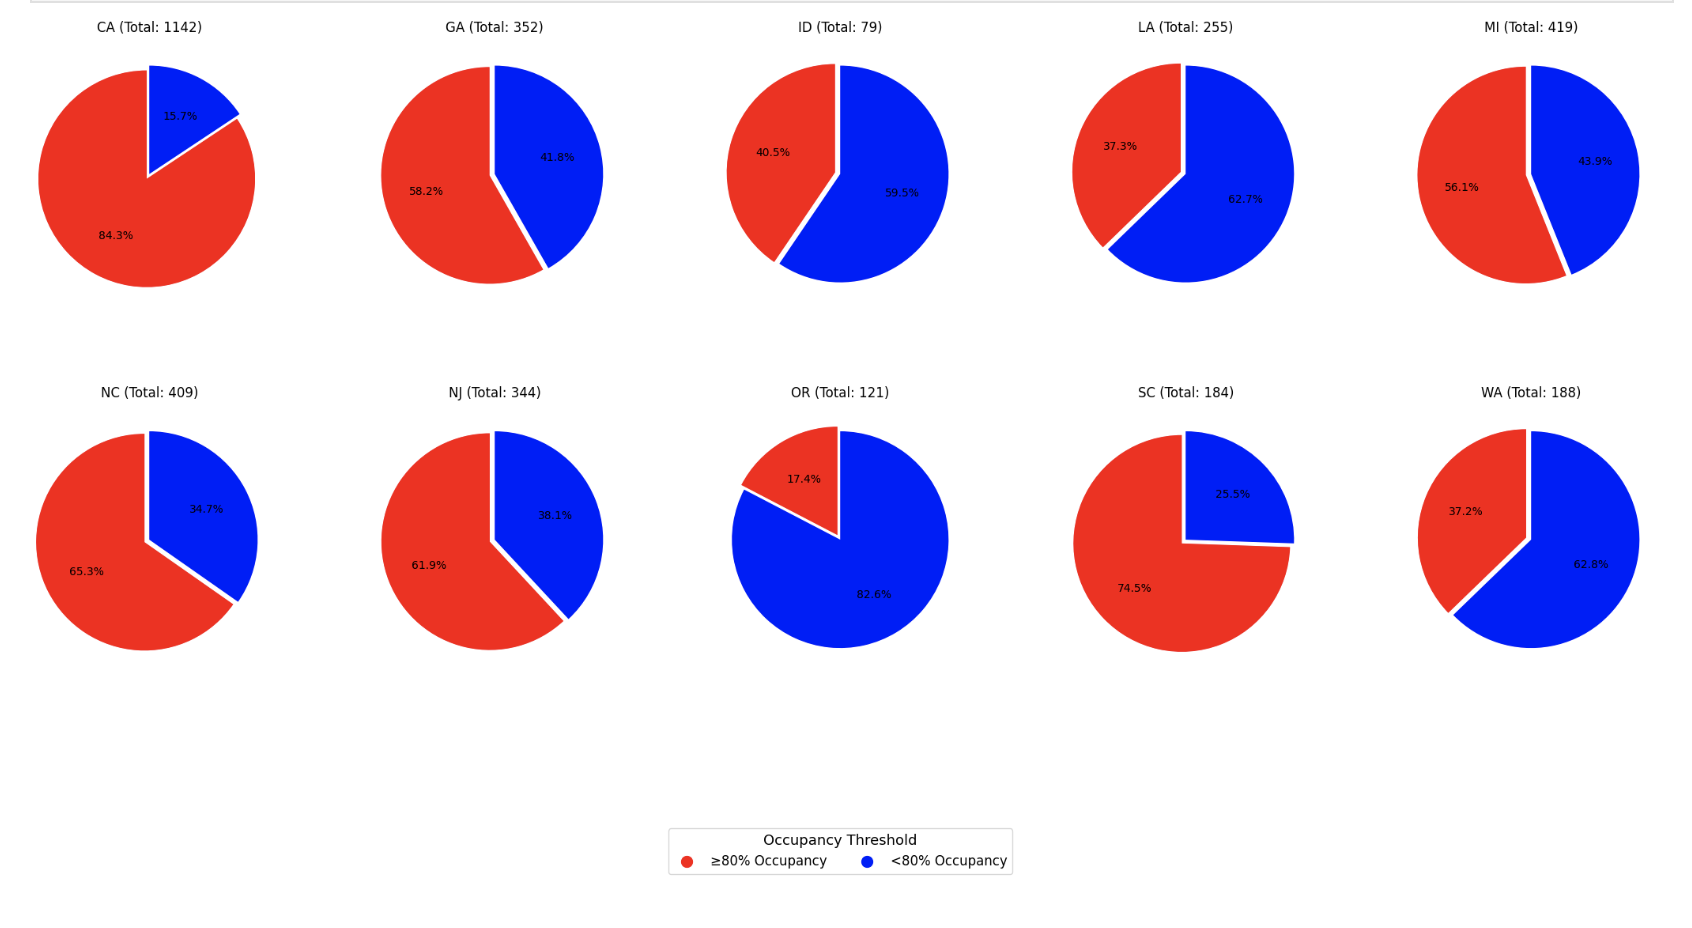 CA (Total: 1142)
GA (Total: 352)
ID (Total: 79)
LA (Total: 255)
MI (Total: 419)
15.7%
84.3%
41.8%
58.2%
40.5%
59.5%
37.3%
62.7%
43.9%
56.1%
NC (Total: 409)
NJ (Total: 344)
OR (Total: 121)
SC (Total: 184)
WA (Total: 188)
34.7%
65.3%
38.1%
61.9%
17.4%
82.6%
25.5%
74.5%
37.2%
62.8%
Occupancy Threshold
≥80% Occupancy
<80% Occupancy